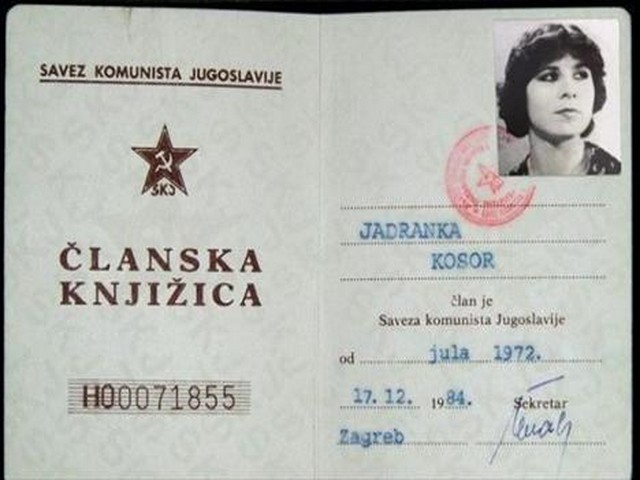 SAVEZ KOMUNISTA JUGOSLAVIJE
SKJ
ČLANSKA
KNJIŽICA
H00071855
JADRANKA
KOSOR
član je
Saveza komunista Jugoslavije
od jula 1972.
17.12. 1984. Sekretar
Zagreb